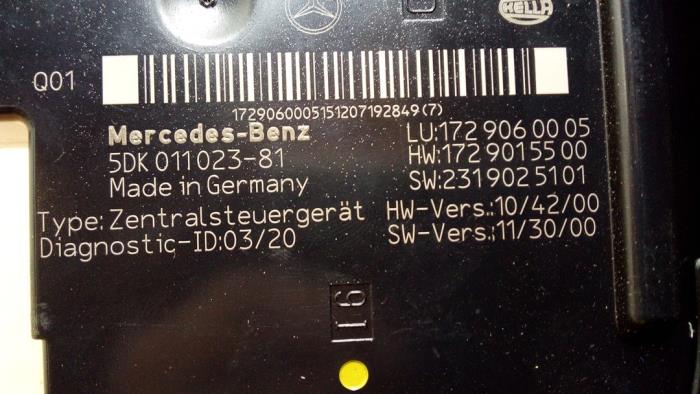 HELLA
Q01
1729060005151207192849(7)
Mercedes-Benz
LU:172 906 00 05
5DK 011 023-81
HW:172 901 55 00
Made in Germany
SW:231 902 51 01
Type: Zentralsteuergerät
HW-Vers.:10/42/00
Diagnostic-ID:03/20
SW-Vers.:11/30/00